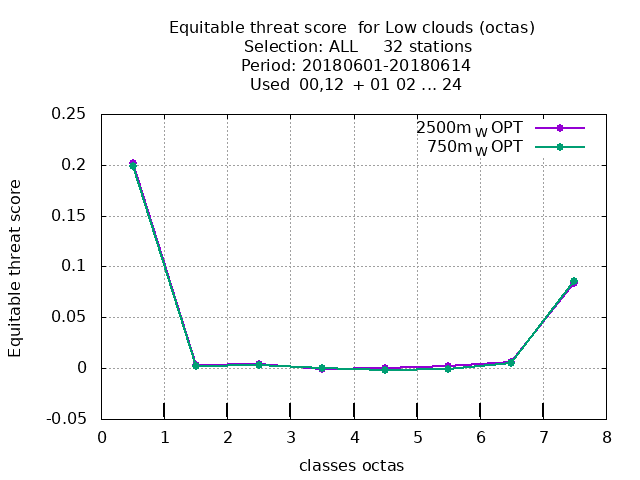 Equitable threat score  for Low clouds (octas)
Selection: ALL     32 stations
Period: 20180601-20180614
Used  00,12  + 01 02 ... 24
2500m W OPT
750m W OPT
0.25
0.2
0.15
0.1
0.05
0
-0.05
Equitable threat score
0 1 2 3 4 5 6 7 8
classes octas